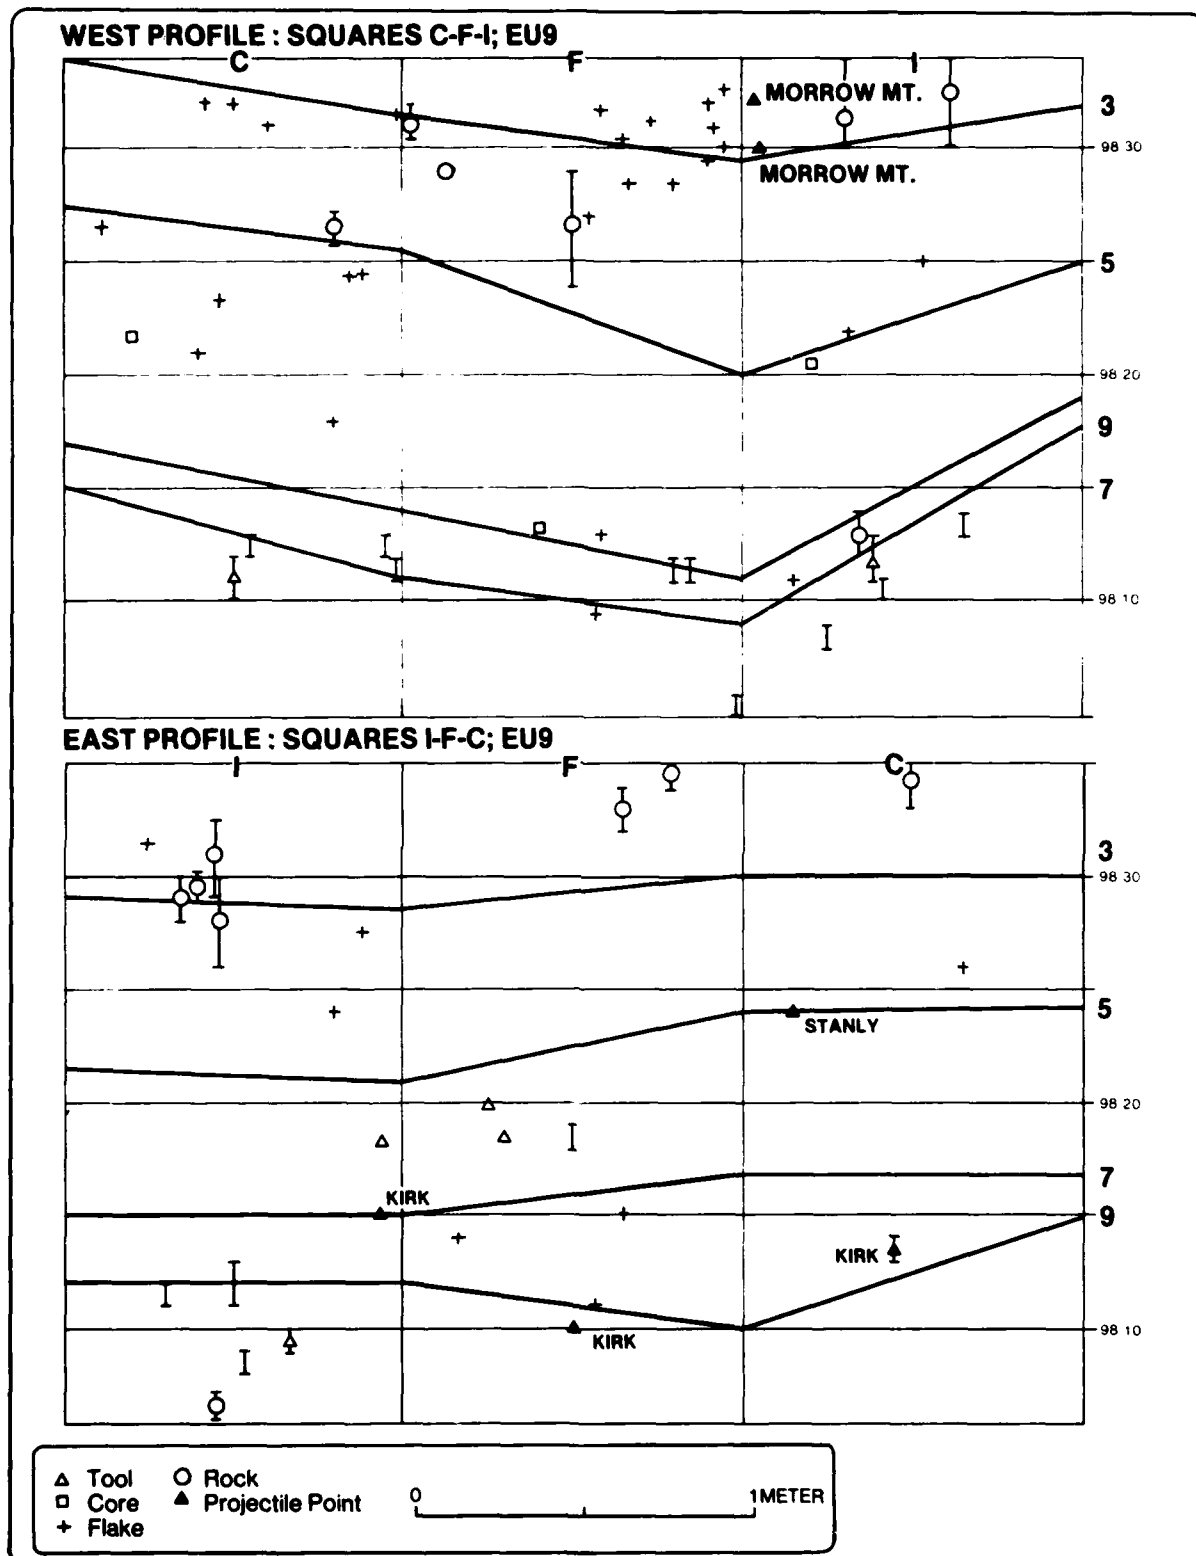 WEST PROFILE : SQUARES C-F-I; EU9
C F I
MORROW MT.
3
98 30
MORROW MT.
5
98 20
9
7
98 10
EAST PROFILE : SQUARES I-F-C; EU9
I F C
3
98 30
5
STANLY
98 20
7
KIRK
9
KIRK
98 10
KIRK
Tool
Rock
Core
Projectile Point
Flake
0 1 METER